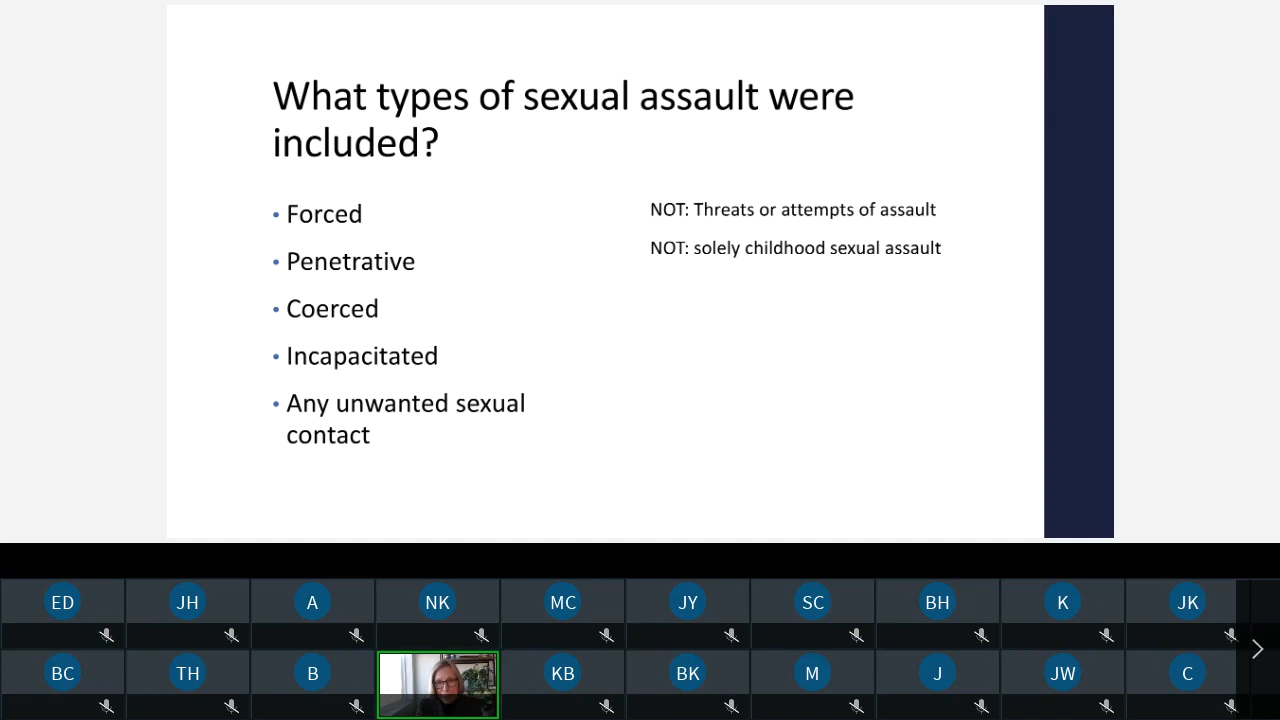 What types of sexual assault were
included?
• Forced
• Penetrative
• Coerced
• Incapacitated
• Any unwanted sexual
contact
NOT: Threats or attempts of assault
NOT: solely childhood sexual assault
ED JH A NK MC JY SC BH K JK
BC TH B KB BK M J JW C